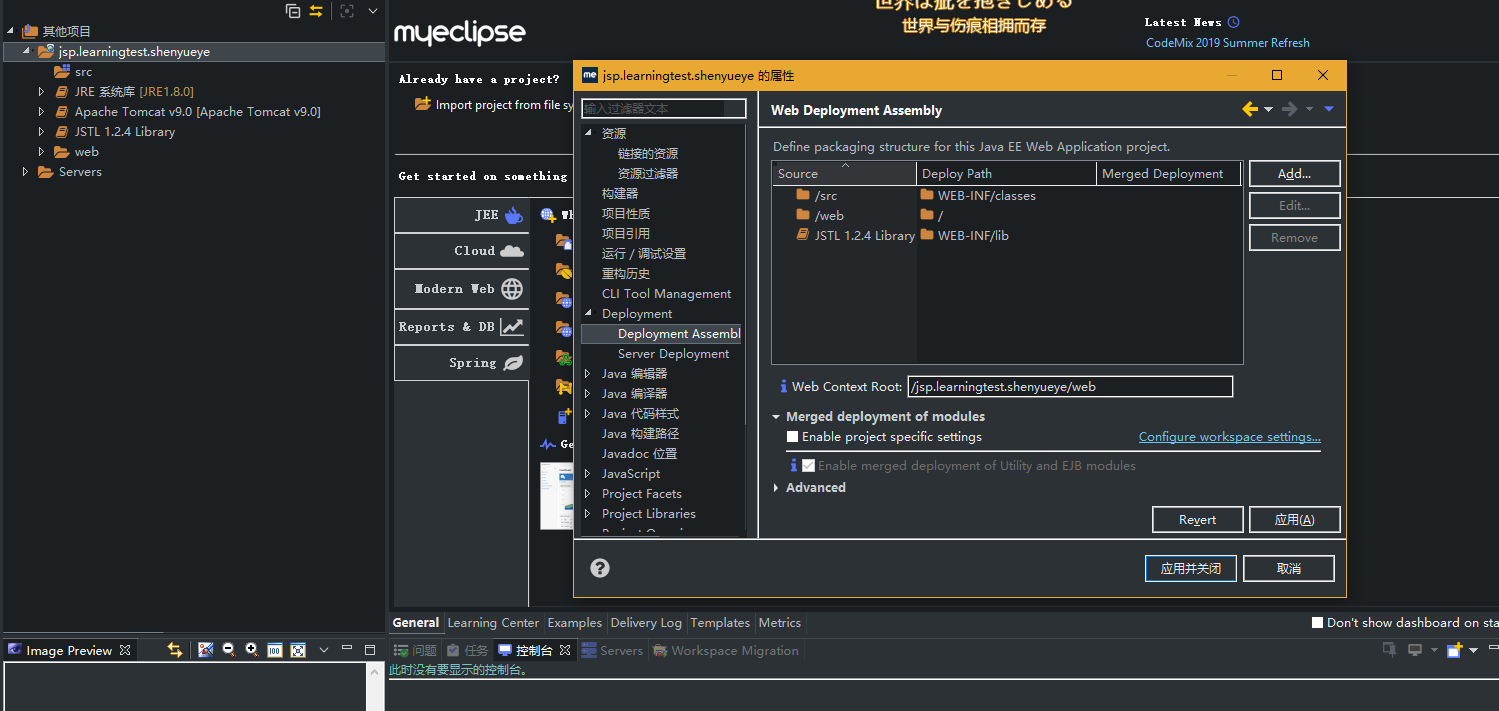 其他项目
jsp.learningtest.shenyueye
src
JRE 系统库 [JRE1.8.0]
Apache Tomcat v9.0 [Apache Tomcat v9.0]
JSTL 1.2.4 Library
web
Servers
myeclipse
世界は疵を抱きしめる
世界与伤痕相拥而存
Latest News
CodeMix 2019 Summer Refresh
Already have a project?
Import project from file sy
Get started on something
JEE
Cloud
Modern Web
Reports & DB
Spring
me jsp.learningtest.shenyueye 的属性
输入过滤器文本
资源
链接的资源
资源过滤器
构建器
项目性质
项目引用
运行 / 调试设置
重构历史
CLI Tool Management
Deployment
Deployment Assembl
Server Deployment
Java 编辑器
Java 编译器
Java 代码样式
Java 构建路径
Javadoc 位置
JavaScript
Project Facets
Project Libraries
Web Deployment Assembly
Define packaging structure for this Java EE Web Application project.
Source Deploy Path Merged Deployment
/src WEB-INF/classes
/web /
JSTL 1.2.4 Library WEB-INF/lib
Add...
Edit...
Remove
Web Context Root: /jsp.learningtest.shenyueye/web
Merged deployment of modules
Enable project specific settings Configure workspace settings...
Enable merged deployment of Utility and EJB modules
Advanced
Revert 应用(A)
应用并关闭 取消
General Learning Center Examples Delivery Log Templates Metrics
Don't show dashboard on sta
Image Preview
问题 任务 控制台 Servers Workspace Migration
此时没有要显示的控制台。